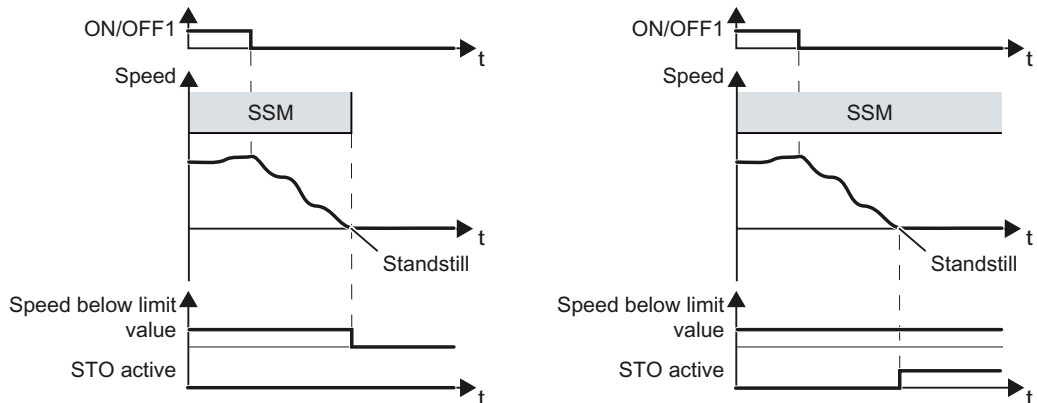 ON/OFF1
t
Speed
SSM
t
Standstill
Speed below limit
value
STO active
t
ON/OFF1
t
Speed
SSM
t
Standstill
Speed below limit
value
STO active
t